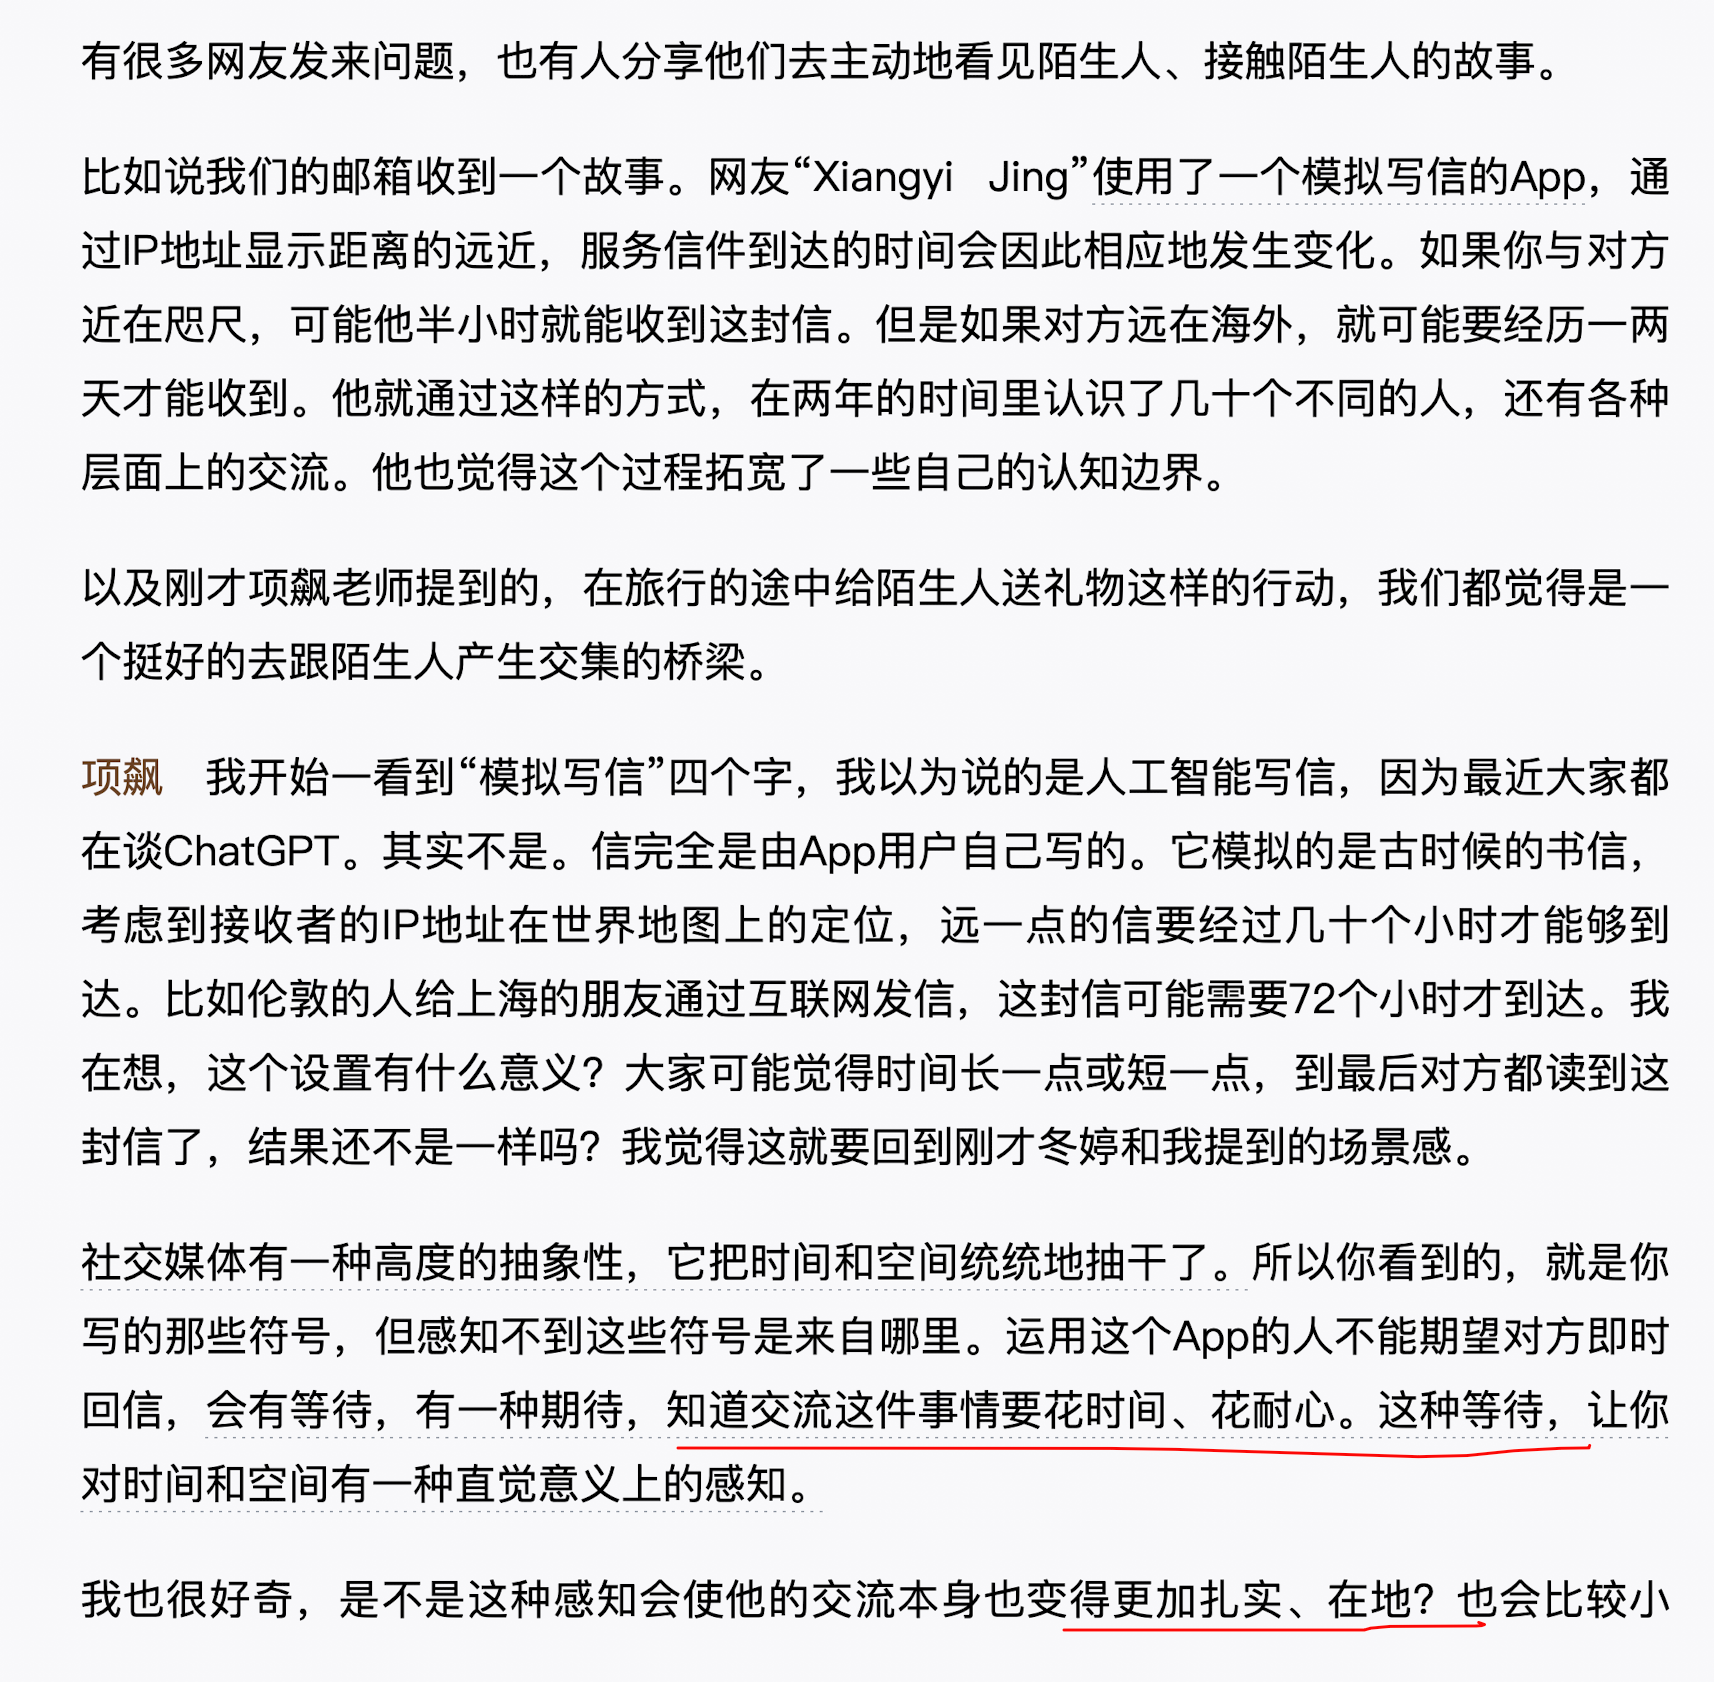 有很多网友发来问题，也有人分享他们去主动地看见陌生人、接触陌生人的故事。
比如说我们的邮箱收到一个故事。网友“Xiangyi Jing”使用了一个模拟写信的App，通
过IP地址显示距离的远近，服务信件到达的时间会因此相应地发生变化。如果你与对方
近在咫尺，可能他半小时就能收到这封信。但是如果对方远在海外，就可能要经历一两
天才能收到。他就通过这样的方式，在两年的时间里认识了几十个不同的人，还有各种
层面上的交流。他也觉得这个过程拓宽了一些自己的认知边界。
以及刚才项飙老师提到的，在旅行的途中给陌生人送礼物这样的行动，我们都觉得是一
个挺好的去跟陌生人产生交集的桥梁。
项飙 我开始一看到“模拟写信”四个字，我以为说的是人工智能写信，因为最近大家都
在谈ChatGPT。其实不是。信完全是由App用户自己写的。它模拟的是古时候的书信，
考虑到接收者的IP地址在世界地图上的定位，远一点的信要经过几十个小时才能够到
达。比如伦敦的人给上海的朋友通过互联网发信，这封信可能需要72个小时才到达。我
在想，这个设置有什么意义？大家可能觉得时间长一点或短一点，到最后对方都读到这
封信了，结果还不是一样吗？我觉得这就要回到刚才冬婷和我提到的场景感。
社交媒体有一种高度的抽象性，它把时间和空间统统地抽干了。所以你看到的，就是你
写的那些符号，但感知不到这些符号是来自哪里。运用这个App的人不能期望对方即时
回信，会有等待，有一种期待，知道交流这件事情要花时间、花耐心。这种等待，让你
对时间和空间有一种直觉意义上的感知。
我也很好奇，是不是这种感知会使他的交流本身也变得更加扎实、在地？也会比较小